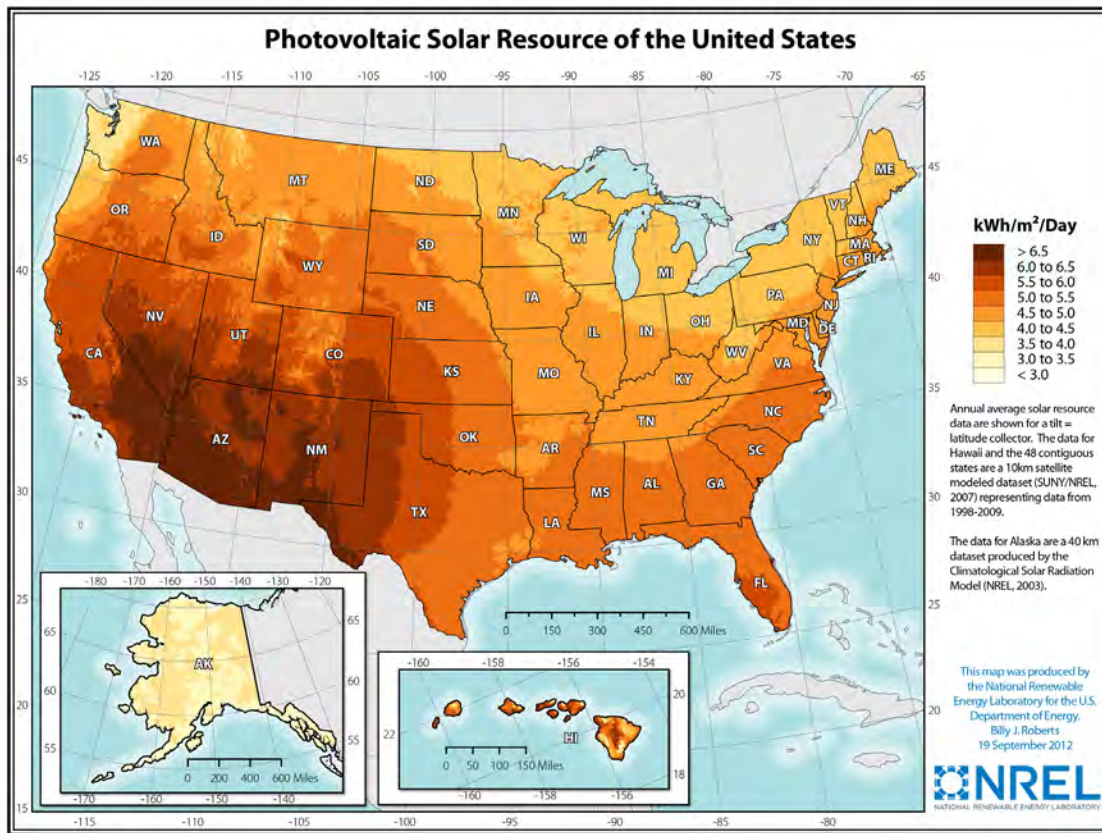 Photovoltaic Solar Resource of the United States
-125 -120 -115 -110 -105 -100 -95 -90 -85 -80 -75 -70 -65
45
40
35
30
25
20
15
45
40
35
30
25
20
-115 -110 -105 -100 -95 -90 -85 -80
WA
MT
ND
MN
ME
OR
ID
WY
SD
WI
MI
VT
NH
NY
MA
CT
RI
NV
UT
CO
NE
IA
IL
IN
OH
PA
NJ
MD
DE
CA
KS
MO
KY
WV
VA
AZ
NM
OK
AR
TN
NC
SC
TX
LA
MS
AL
GA
FL
0 150 300 450 600 Miles
-180 -170 -160 -150 -140 -130 -120
65
60
55
65
60
55
AK
0 200 400 600 Miles
-170 -160 -150 -140
-160 -158 -156 -154
22
20
18
HI
0 50 100 150 Miles
-160 -158 -156
kWh/m²/Day
> 6.5
6.0 to 6.5
5.5 to 6.0
5.0 to 5.5
4.5 to 5.0
4.0 to 4.5
3.5 to 4.0
3.0 to 3.5
< 3.0
Annual average solar resource
data are shown for a tilt =
latitude collector. The data for
Hawaii and the 48 contiguous
states are a 10km satellite
modeled dataset (SUNY/NREL,
2007) representing data from
1998-2009.
The data for Alaska are a 40 km
dataset produced by the
Climatological Solar Radiation
Model (NREL, 2003).
This map was produced by
the National Renewable
Energy Laboratory for the U.S.
Department of Energy.
Billy J. Roberts
19 September 2012
NREL
NATIONAL RENEWABLE ENERGY LABORATORY